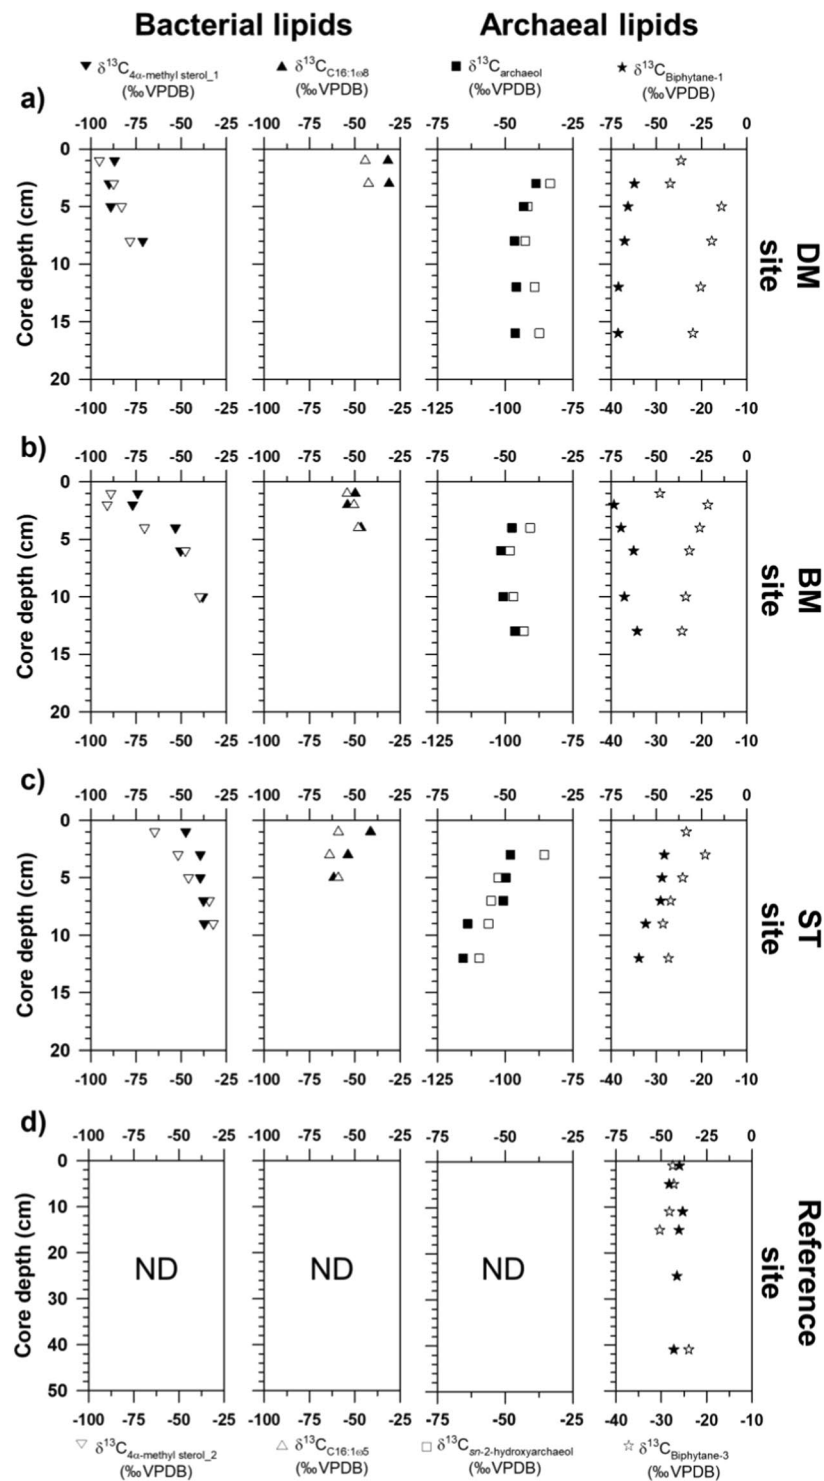 Bacterial lipids Archaeal lipids
▼ δ¹³C4α-methyl sterol_1 ▲ δ¹³CC16:1ω8 ■ δ¹³Carchaeol ★ δ¹³CBiphytane-1
(‰VPDB) (‰VPDB) (‰VPDB) (‰VPDB)
a)
-100 -75 -50 -25 -100 -75 -50 -25 -75 -50 -25 -75 -50 -25 0
0
5
10
15
20
Core depth (cm)
DM site
-100 -75 -50 -25 -100 -75 -50 -25 -125 -100 -75 -40 -30 -20 -10
b)
-100 -75 -50 -25 -100 -75 -50 -25 -75 -50 -25 -75 -50 -25 0
0
5
10
15
20
Core depth (cm)
BM site
-100 -75 -50 -25 -100 -75 -50 -25 -125 -100 -75 -40 -30 -20 -10
c)
-100 -75 -50 -25 -100 -75 -50 -25 -75 -50 -25 -75 -50 -25 0
0
5
10
15
20
Core depth (cm)
ST site
-100 -75 -50 -25 -100 -75 -50 -25 -125 -100 -75 -40 -30 -20 -10
d)
-100 -75 -50 -25 -100 -75 -50 -25 -75 -50 -25 -75 -50 -25 0
0
10
20
30
40
50
Core depth (cm)
ND ND ND
Reference site
-100 -75 -50 -25 -100 -75 -50 -25 -75 -50 -25 -40 -30 -20 -10
▽ δ¹³C4α-methyl sterol_2 △ δ¹³CC16:1ω5 □ δ¹³Csn-2-hydroxyarchaeol ☆ δ¹³CBiphytane-3
(‰VPDB) (‰VPDB) (‰VPDB) (‰VPDB)